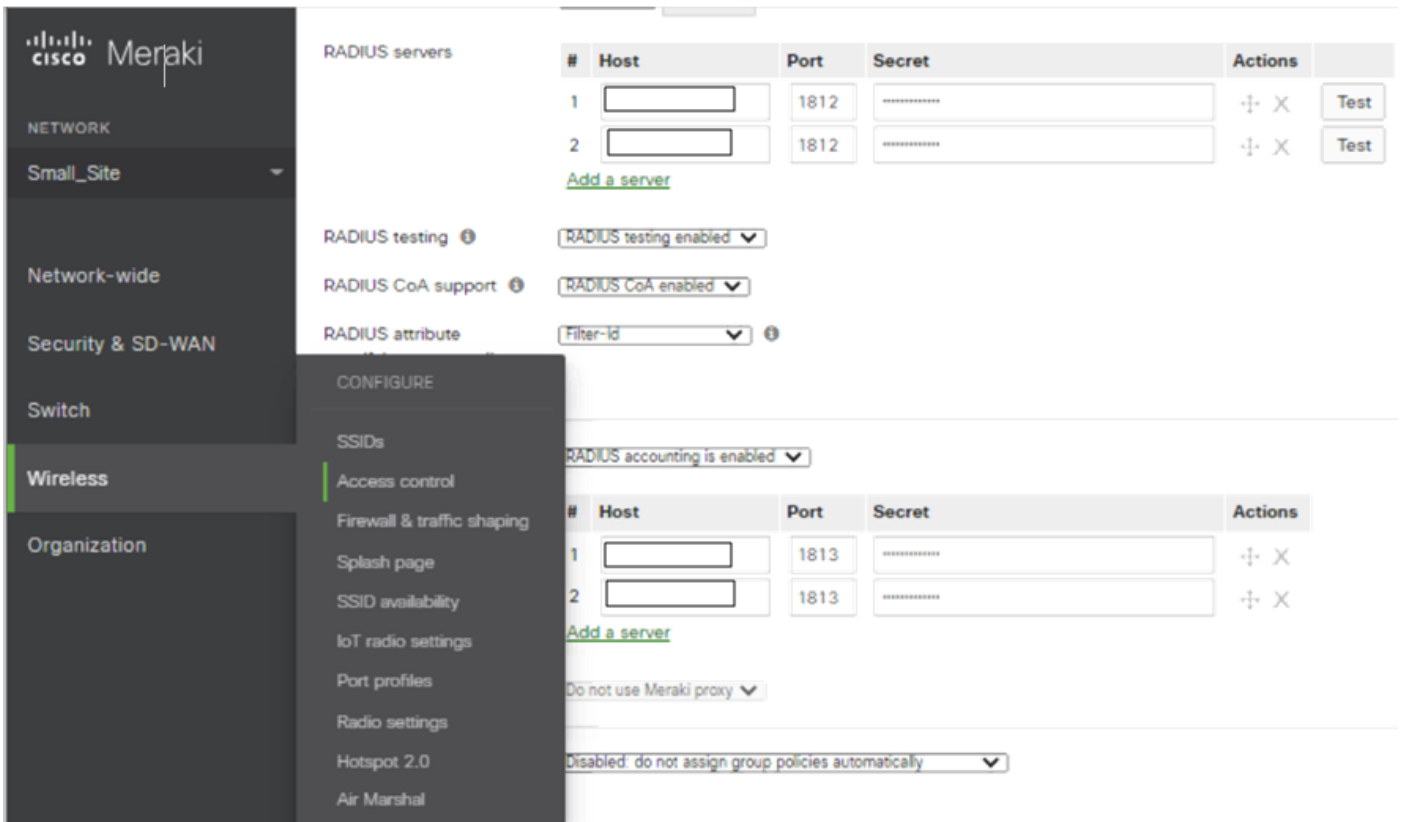 cisco Meraki
NETWORK
Small_Site
Network-wide
Security & SD-WAN
Switch
Wireless
Organization
RADIUS servers
# Host Port Secret Actions
1 1812 ••••••••••••• Test
2 1812 ••••••••••••• Test
Add a server
RADIUS testing RADIUS testing enabled
RADIUS CoA support RADIUS CoA enabled
RADIUS attribute Filter-Id
CONFIGURE
SSIDs
Access control
Firewall & traffic shaping
Splash page
SSID availability
IoT radio settings
Port profiles
Radio settings
Hotspot 2.0
Air Marshal
RADIUS accounting is enabled
# Host Port Secret Actions
1 1813 •••••••••••••
2 1813 •••••••••••••
Add a server
Do not use Meraki proxy
Disabled: do not assign group policies automatically